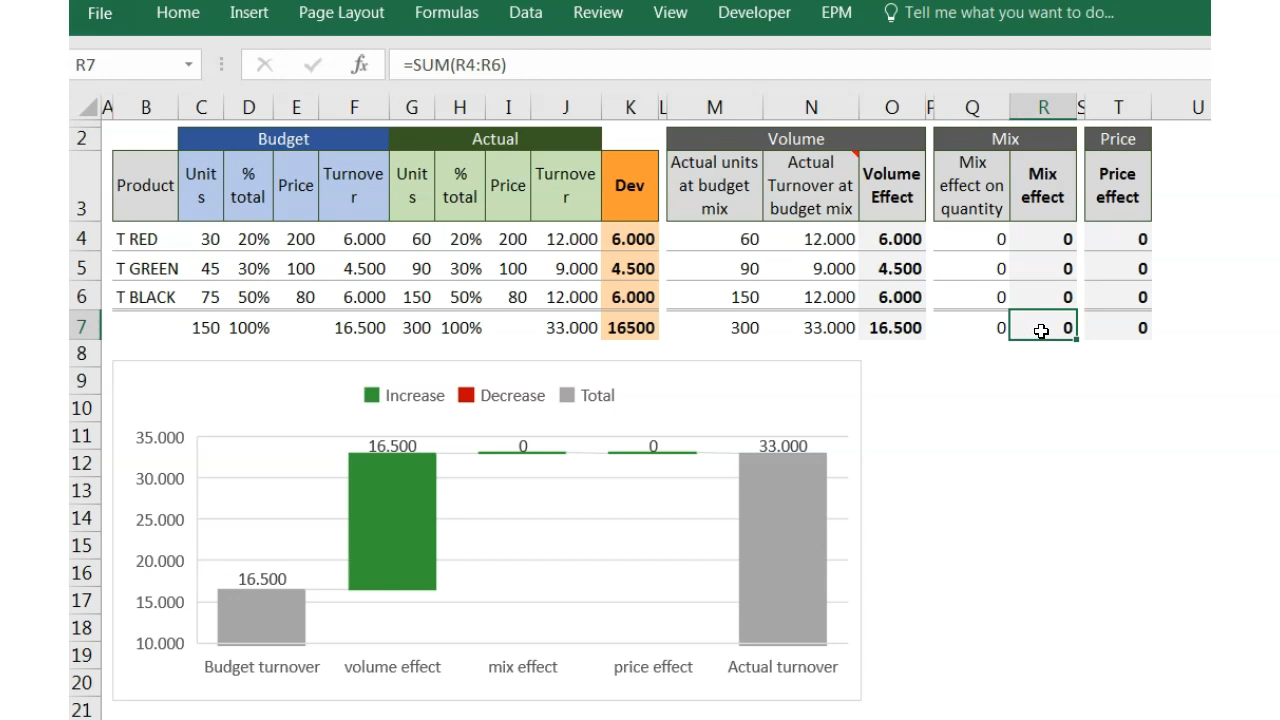 File Home Insert Page Layout Formulas Data Review View Developer EPM Tell me what you want to do...
R7 fx =SUM(R4:R6)
A B C D E F G H I J K L M N O P Q R S T U
2 Budget Actual Volume Mix Price
3 Product Unit s % total Price Turnove r Unit s % total Price Turnove r Dev Actual units at budget mix Actual Turnover at budget mix Volume Effect Mix effect on quantity Mix effect Price effect
4 T RED 30 20% 200 6.000 60 20% 200 12.000 6.000 60 12.000 6.000 0 0 0
5 T GREEN 45 30% 100 4.500 90 30% 100 9.000 4.500 90 9.000 4.500 0 0 0
6 T BLACK 75 50% 80 6.000 150 50% 80 12.000 6.000 150 12.000 6.000 0 0 0
7 150 100% 16.500 300 100% 33.000 16500 300 33.000 16.500 0 0 0
8
9
10 Increase Decrease Total
11 35.000 16.500 0 0 33.000
12
13 30.000
14 25.000
15
16 20.000
17 16.500
15.000
18
19 10.000
20 Budget turnover volume effect mix effect price effect Actual turnover
21